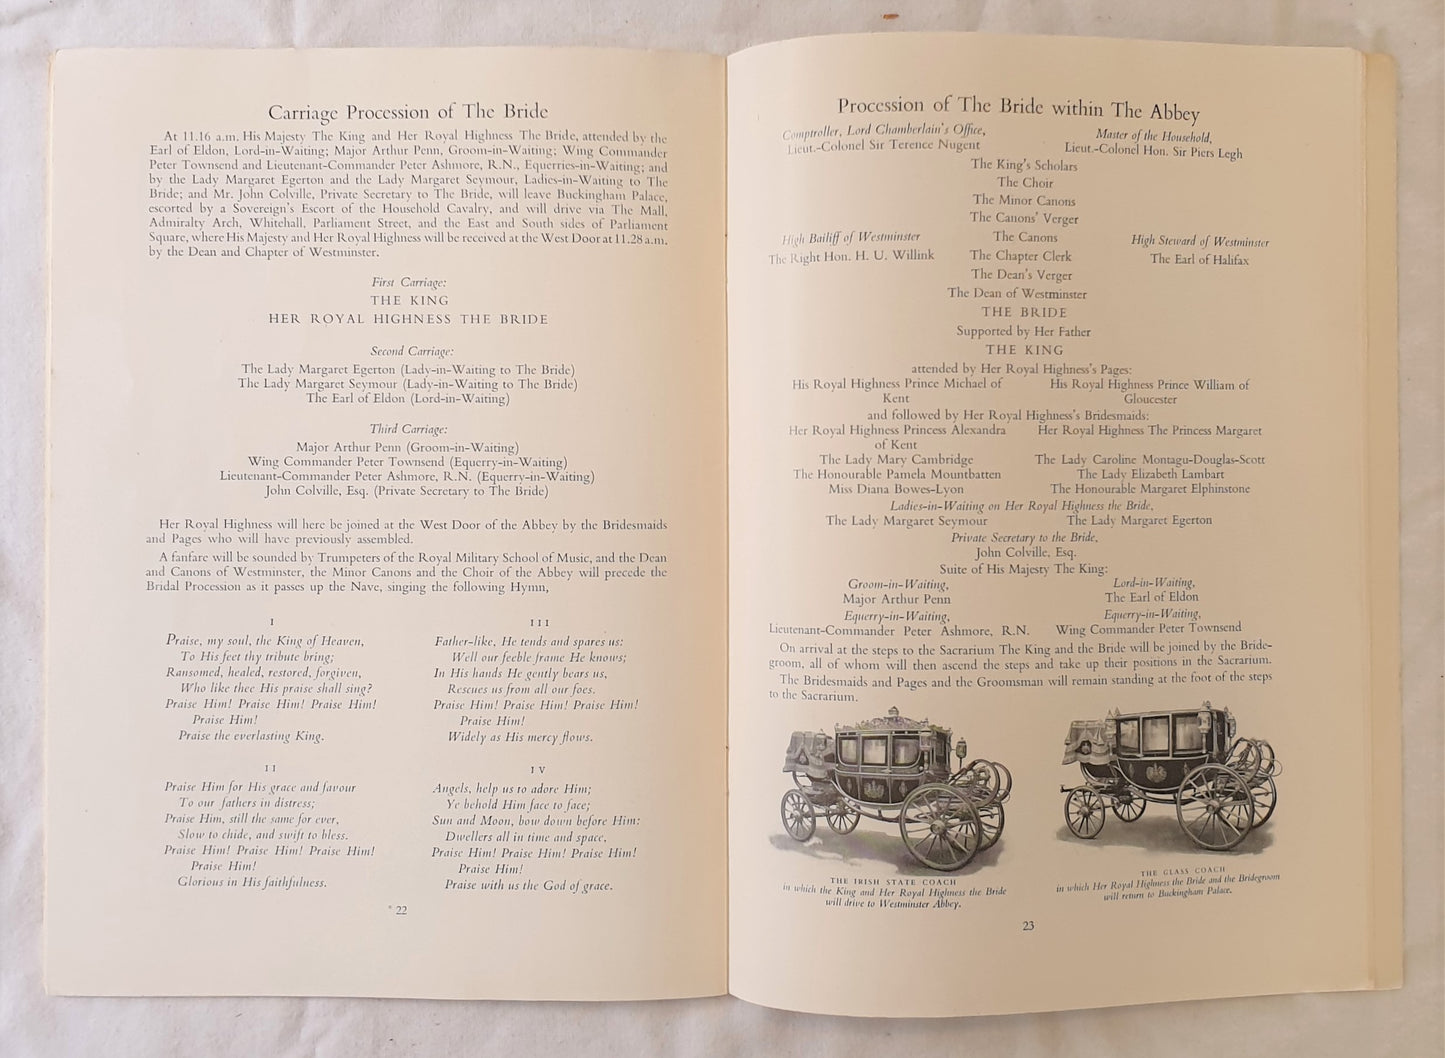 Carriage Procession of The Bride
At 11.16 a.m. His Majesty The King and Her Royal Highness The Bride, attended by the
Earl of Eldon, Lord-in-Waiting; Major Arthur Penn, Groom-in-Waiting; Wing Commander
Peter Townsend and Lieutenant-Commander Peter Ashmore, R.N., Equerries-in-Waiting; and
by the Lady Margaret Egerton and the Lady Margaret Seymour, Ladies-in-Waiting to The
Bride; and Mr. John Colville, Private Secretary to The Bride, will leave Buckingham Palace,
escorted by a Sovereign's Escort of the Household Cavalry, and will drive via The Mall,
Admiralty Arch, Whitehall, Parliament Street, and the East and South sides of Parliament
Square, where His Majesty and Her Royal Highness will be received at the West Door at 11.28 a.m.
by the Dean and Chapter of Westminster.
First Carriage:
THE KING
HER ROYAL HIGHNESS THE BRIDE
Second Carriage:
The Lady Margaret Egerton (Lady-in-Waiting to The Bride)
The Lady Margaret Seymour (Lady-in-Waiting to The Bride)
The Earl of Eldon (Lord-in-Waiting)
Third Carriage:
Major Arthur Penn (Groom-in-Waiting)
Wing Commander Peter Townsend (Equerry-in-Waiting)
Lieutenant-Commander Peter Ashmore, R.N. (Equerry-in-Waiting)
John Colville, Esq. (Private Secretary to The Bride)
Her Royal Highness will here be joined at the West Door of the Abbey by the Bridesmaids
and Pages who will have previously assembled.
A fanfare will be sounded by Trumpeters of the Royal Military School of Music, and the Dean
and Canons of Westminster, the Minor Canons and the Choir of the Abbey will precede the
Bridal Procession as it passes up the Nave, singing the following Hymn,
I
Praise, my soul, the King of Heaven,
To His feet thy tribute bring;
Ransomed, healed, restored, forgiven,
Who like thee His praise shall sing?
Praise Him! Praise Him! Praise Him!
Praise Him!
Praise the everlasting King.
II
Praise Him for His grace and favour
To our fathers in distress;
Praise Him, still the same for ever,
Slow to chide, and swift to bless.
Praise Him! Praise Him! Praise Him!
Praise Him!
Glorious in His faithfulness.
III
Father-like, He tends and spares us:
Well our feeble frame He knows;
In His hands He gently bears us,
Rescues us from all our foes.
Praise Him! Praise Him! Praise Him!
Praise Him!
Widely as His mercy flows.
IV
Angels, help us to adore Him;
Ye behold Him face to face;
Sun and Moon, bow down before Him:
Dwellers all in time and space,
Praise Him! Praise Him! Praise Him!
Praise Him!
Praise with us the God of grace.
22
Procession of The Bride within The Abbey
Comptroller, Lord Chamberlain's Office, Master of the Household,
Lieut.-Colonel Sir Terence Nugent Lieut.-Colonel Hon. Sir Piers Legh
The King's Scholars
The Choir
The Minor Canons
The Canons' Verger
High Bailiff of Westminster The Canons High Steward of Westminster
The Right Hon. H. U. Willink The Chapter Clerk The Earl of Halifax
The Dean's Verger
The Dean of Westminster
THE BRIDE
Supported by Her Father
THE KING
attended by Her Royal Highness's Pages:
His Royal Highness Prince Michael of His Royal Highness Prince William of
Kent Gloucester
and followed by Her Royal Highness's Bridesmaids:
Her Royal Highness Princess Alexandra Her Royal Highness The Princess Margaret
of Kent
The Lady Mary Cambridge The Lady Caroline Montagu-Douglas-Scott
The Honourable Pamela Mountbatten The Lady Elizabeth Lambart
Miss Diana Bowes-Lyon The Honourable Margaret Elphinstone
Ladies-in-Waiting on Her Royal Highness the Bride,
The Lady Margaret Seymour The Lady Margaret Egerton
Private Secretary to the Bride,
John Colville, Esq.
Suite of His Majesty The King:
Groom-in-Waiting, Lord-in-Waiting,
Major Arthur Penn The Earl of Eldon
Equerry-in-Waiting, Equerry-in-Waiting,
Lieutenant-Commander Peter Ashmore, R.N. Wing Commander Peter Townsend
On arrival at the steps to the Sacrarium The King and the Bride will be joined by the Bride-
groom, all of whom will then ascend the steps and take up their positions in the Sacrarium.
The Bridesmaids and Pages and the Groomsman will remain standing at the foot of the steps
to the Sacrarium.
THE IRISH STATE COACH
in which the King and Her Royal Highness the Bride
will drive to Westminster Abbey.
THE GLASS COACH
in which Her Royal Highness the Bride and the Bridegroom
will return to Buckingham Palace.
23